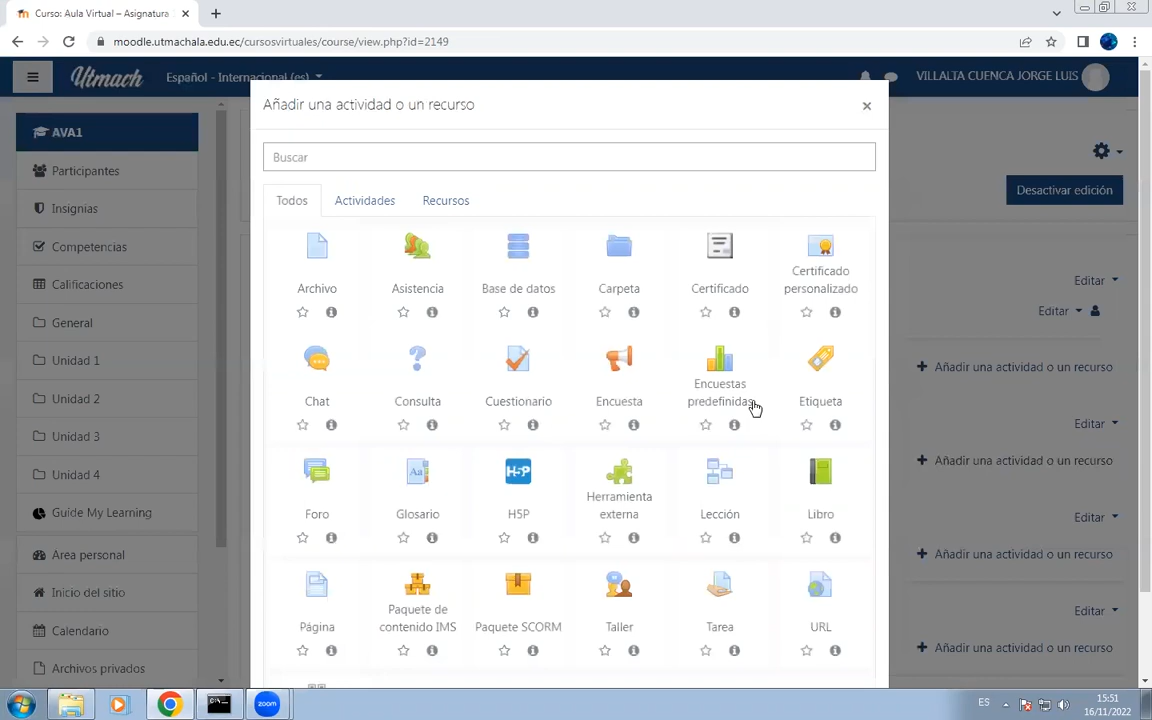 Curso: Aula Virtual – Asignatura
moodle.utmachala.edu.ec/cursosvirtuales/course/view.php?id=2149
Utmach
Español - Internacional (es)
VILLALTA CUENCA JORGE LUIS
AVA1
Participantes
Insignias
Competencias
Calificaciones
General
Unidad 1
Unidad 2
Unidad 3
Unidad 4
Guide My Learning
Area personal
Inicio del sitio
Calendario
Archivos privados
Añadir una actividad o un recurso
Buscar
Todos Actividades Recursos
Archivo
Asistencia
Base de datos
Carpeta
Certificado
Certificado
personalizado
Chat
Consulta
Cuestionario
Encuesta
Encuestas
predefinidas
Etiqueta
Foro
Aa
Glosario
H5P
H5P
Herramienta
externa
Lección
Libro
Página
Paquete de
contenido IMS
Paquete SCORM
Taller
Tarea
URL
Desactivar edición
Editar
Editar
Añadir una actividad o un recurso
Editar
Añadir una actividad o un recurso
Editar
Añadir una actividad o un recurso
Editar
Añadir una actividad o un recurso
zoom
ES
15:51
16/11/2022